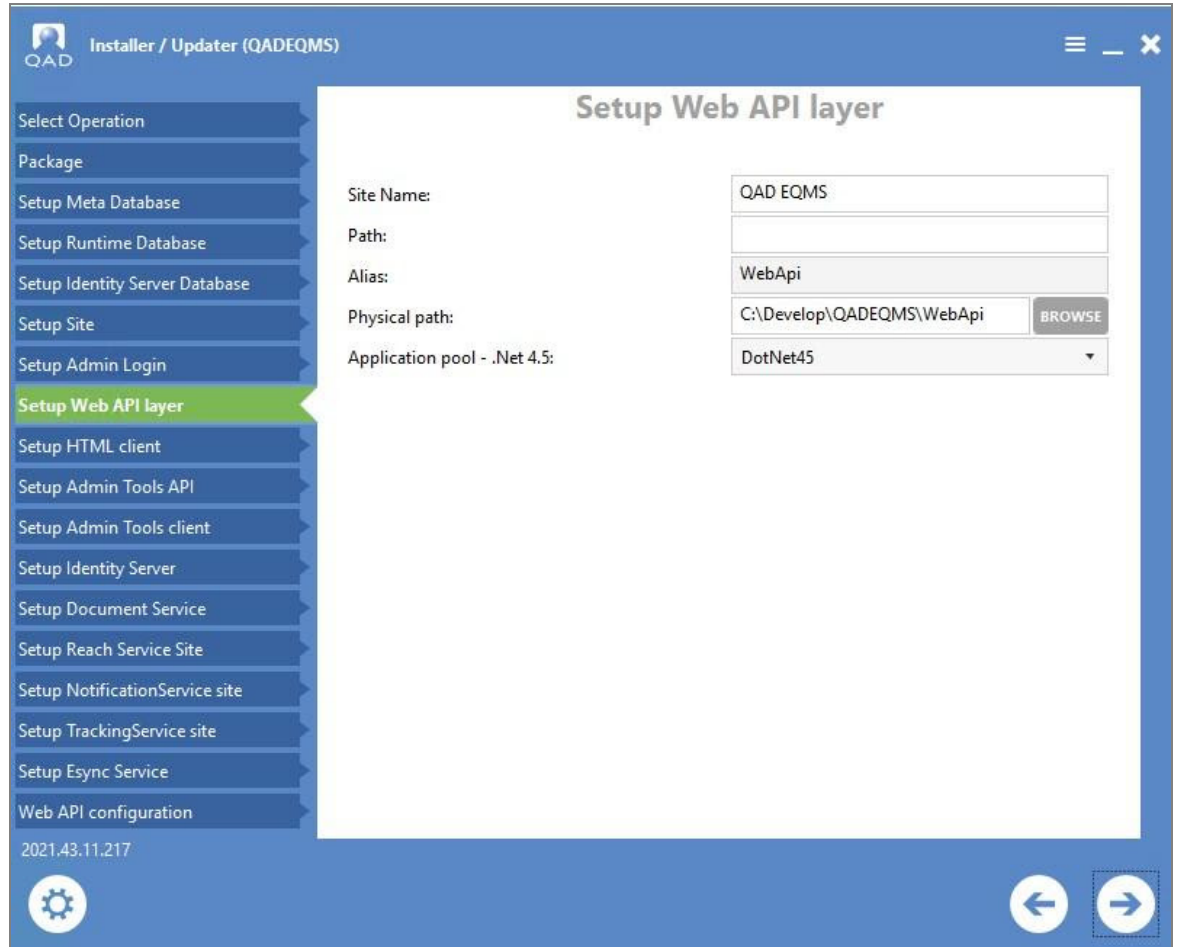 QAD
Installer / Updater (QADEQMS)
Select Operation
Package
Setup Meta Database
Setup Runtime Database
Setup Identity Server Database
Setup Site
Setup Admin Login
Setup Web API layer
Setup HTML client
Setup Admin Tools API
Setup Admin Tools client
Setup Identity Server
Setup Document Service
Setup Reach Service Site
Setup NotificationService site
Setup TrackingService site
Setup Esync Service
Web API configuration
2021.43.11.217
Setup Web API layer
Site Name: QAD EQMS
Path:
Alias: WebApi
Physical path: C:\Develop\QADEQMS\WebApi BROWSE
Application pool - .Net 4.5: DotNet45